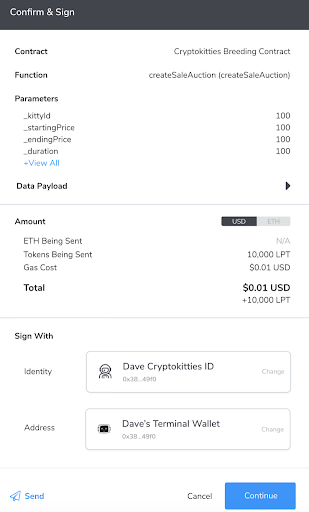 Confirm & Sign
Contract Cryptokitties Breeding Contract
Function createSaleAuction (createSaleAuction)
Parameters
_kittyId 100
_startingPrice 100
_endingPrice 100
_duration 100
+View All
Data Payload
Amount USD ETH
ETH Being Sent N/A
Tokens Being Sent 10,000 LPT
Gas Cost $0.01 USD
Total $0.01 USD
+10,000 LPT
Sign With
Identity Dave Cryptokitties ID Change
0x38...49f0
Address Dave's Terminal Wallet Change
0x38...49f0
Send Cancel Continue